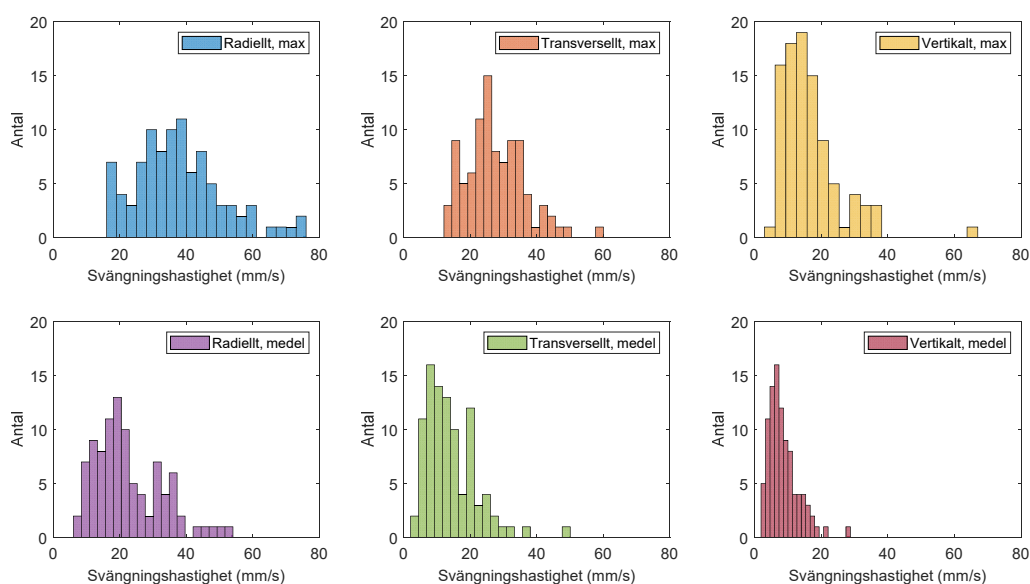 20
15
10
5
0
Antal
Radiellt, max
0 20 40 60 80
Svängningshastighet (mm/s)
20
15
10
5
0
Antal
Transversellt, max
0 20 40 60 80
Svängningshastighet (mm/s)
20
15
10
5
0
Antal
Vertikalt, max
0 20 40 60 80
Svängningshastighet (mm/s)
20
15
10
5
0
Antal
Radiellt, medel
0 20 40 60 80
Svängningshastighet (mm/s)
20
15
10
5
0
Antal
Transversellt, medel
0 20 40 60 80
Svängningshastighet (mm/s)
20
15
10
5
0
Antal
Vertikalt, medel
0 20 40 60 80
Svängningshastighet (mm/s)